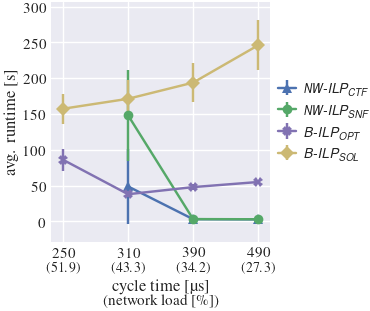 300
250
200
150
100
50
0
avg. runtime [s]
250 310 390 490
(51.9) (43.3) (34.2) (27.3)
cycle time [µs]
(network load [%])
NW-ILP_CTF
NW-ILP_SNF
B-ILP_OPT
B-ILP_SOL